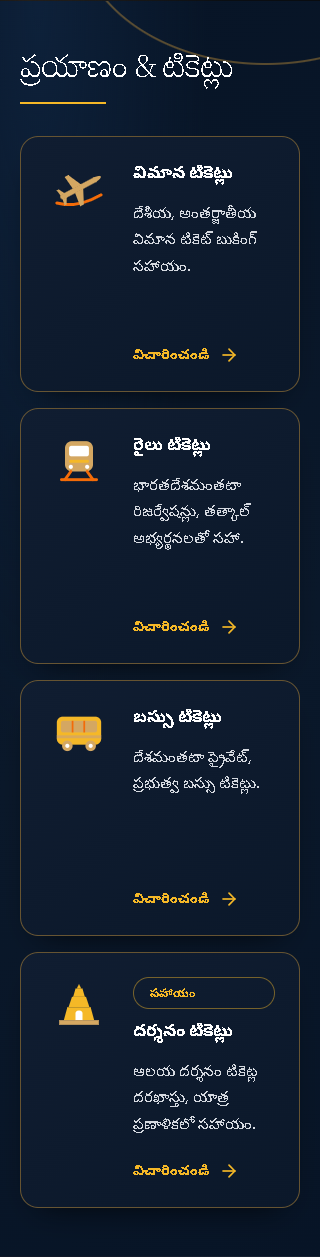 ప్రయాణం & టికెట్లు
విమాన టికెట్లు
దేశీయ, అంతర్జాతీయ
విమాన టికెట్ బుకింగ్
సహాయం.
విచారించండి
రైలు టికెట్లు
భారతదేశమంతటా
రిజర్వేషన్లు, తత్కాల్
అభ్యర్థనలతో సహా.
విచారించండి
బస్సు టికెట్లు
దేశమంతటా ప్రైవేట్,
ప్రభుత్వ బస్సు టికెట్లు.
విచారించండి
సహాయం
దర్శనం టికెట్లు
ఆలయ దర్శనం టికెట్ల
దరఖాస్తు, యాత్ర
ప్రణాళికలో సహాయం.
విచారించండి